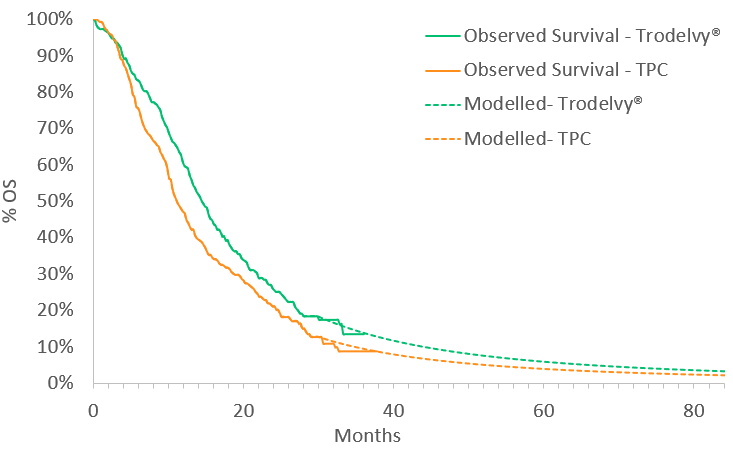 100%
90%
80%
70%
60%
50%
40%
30%
20%
10%
0%
% OS
0
20
40
60
80
Months
Observed Survival - Trodelvy®
Observed Survival - TPC
Modelled- Trodelvy®
Modelled- TPC